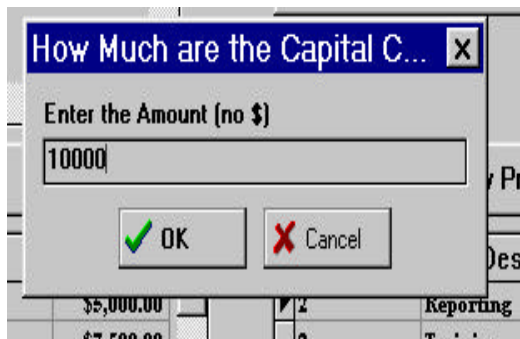 How Much are the Capital C...
Enter the Amount (no $)
10000
OK
Cancel
$5,000.00
2 Reporting